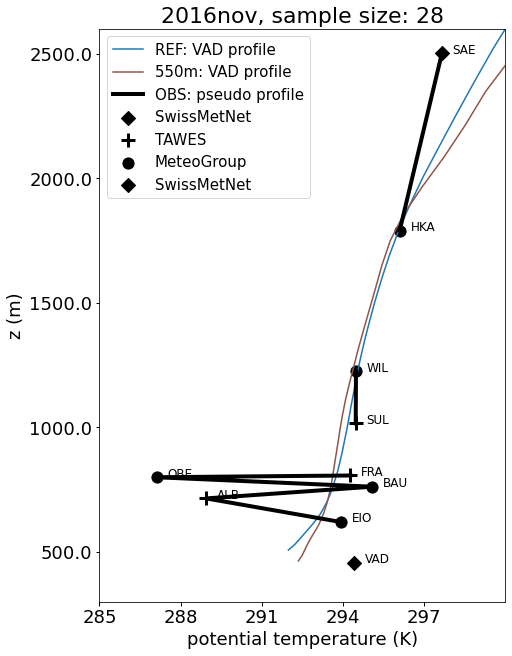 2016nov, sample size: 28
REF: VAD profile
550m: VAD profile
OBS: pseudo profile
SwissMetNet
TAWES
MeteoGroup
SwissMetNet
SAE
HKA
WIL
SUL
FRA
OBE
BAU
ALB
EIO
VAD
2500.0
2000.0
1500.0
1000.0
500.0
z (m)
285
288
291
294
297
potential temperature (K)